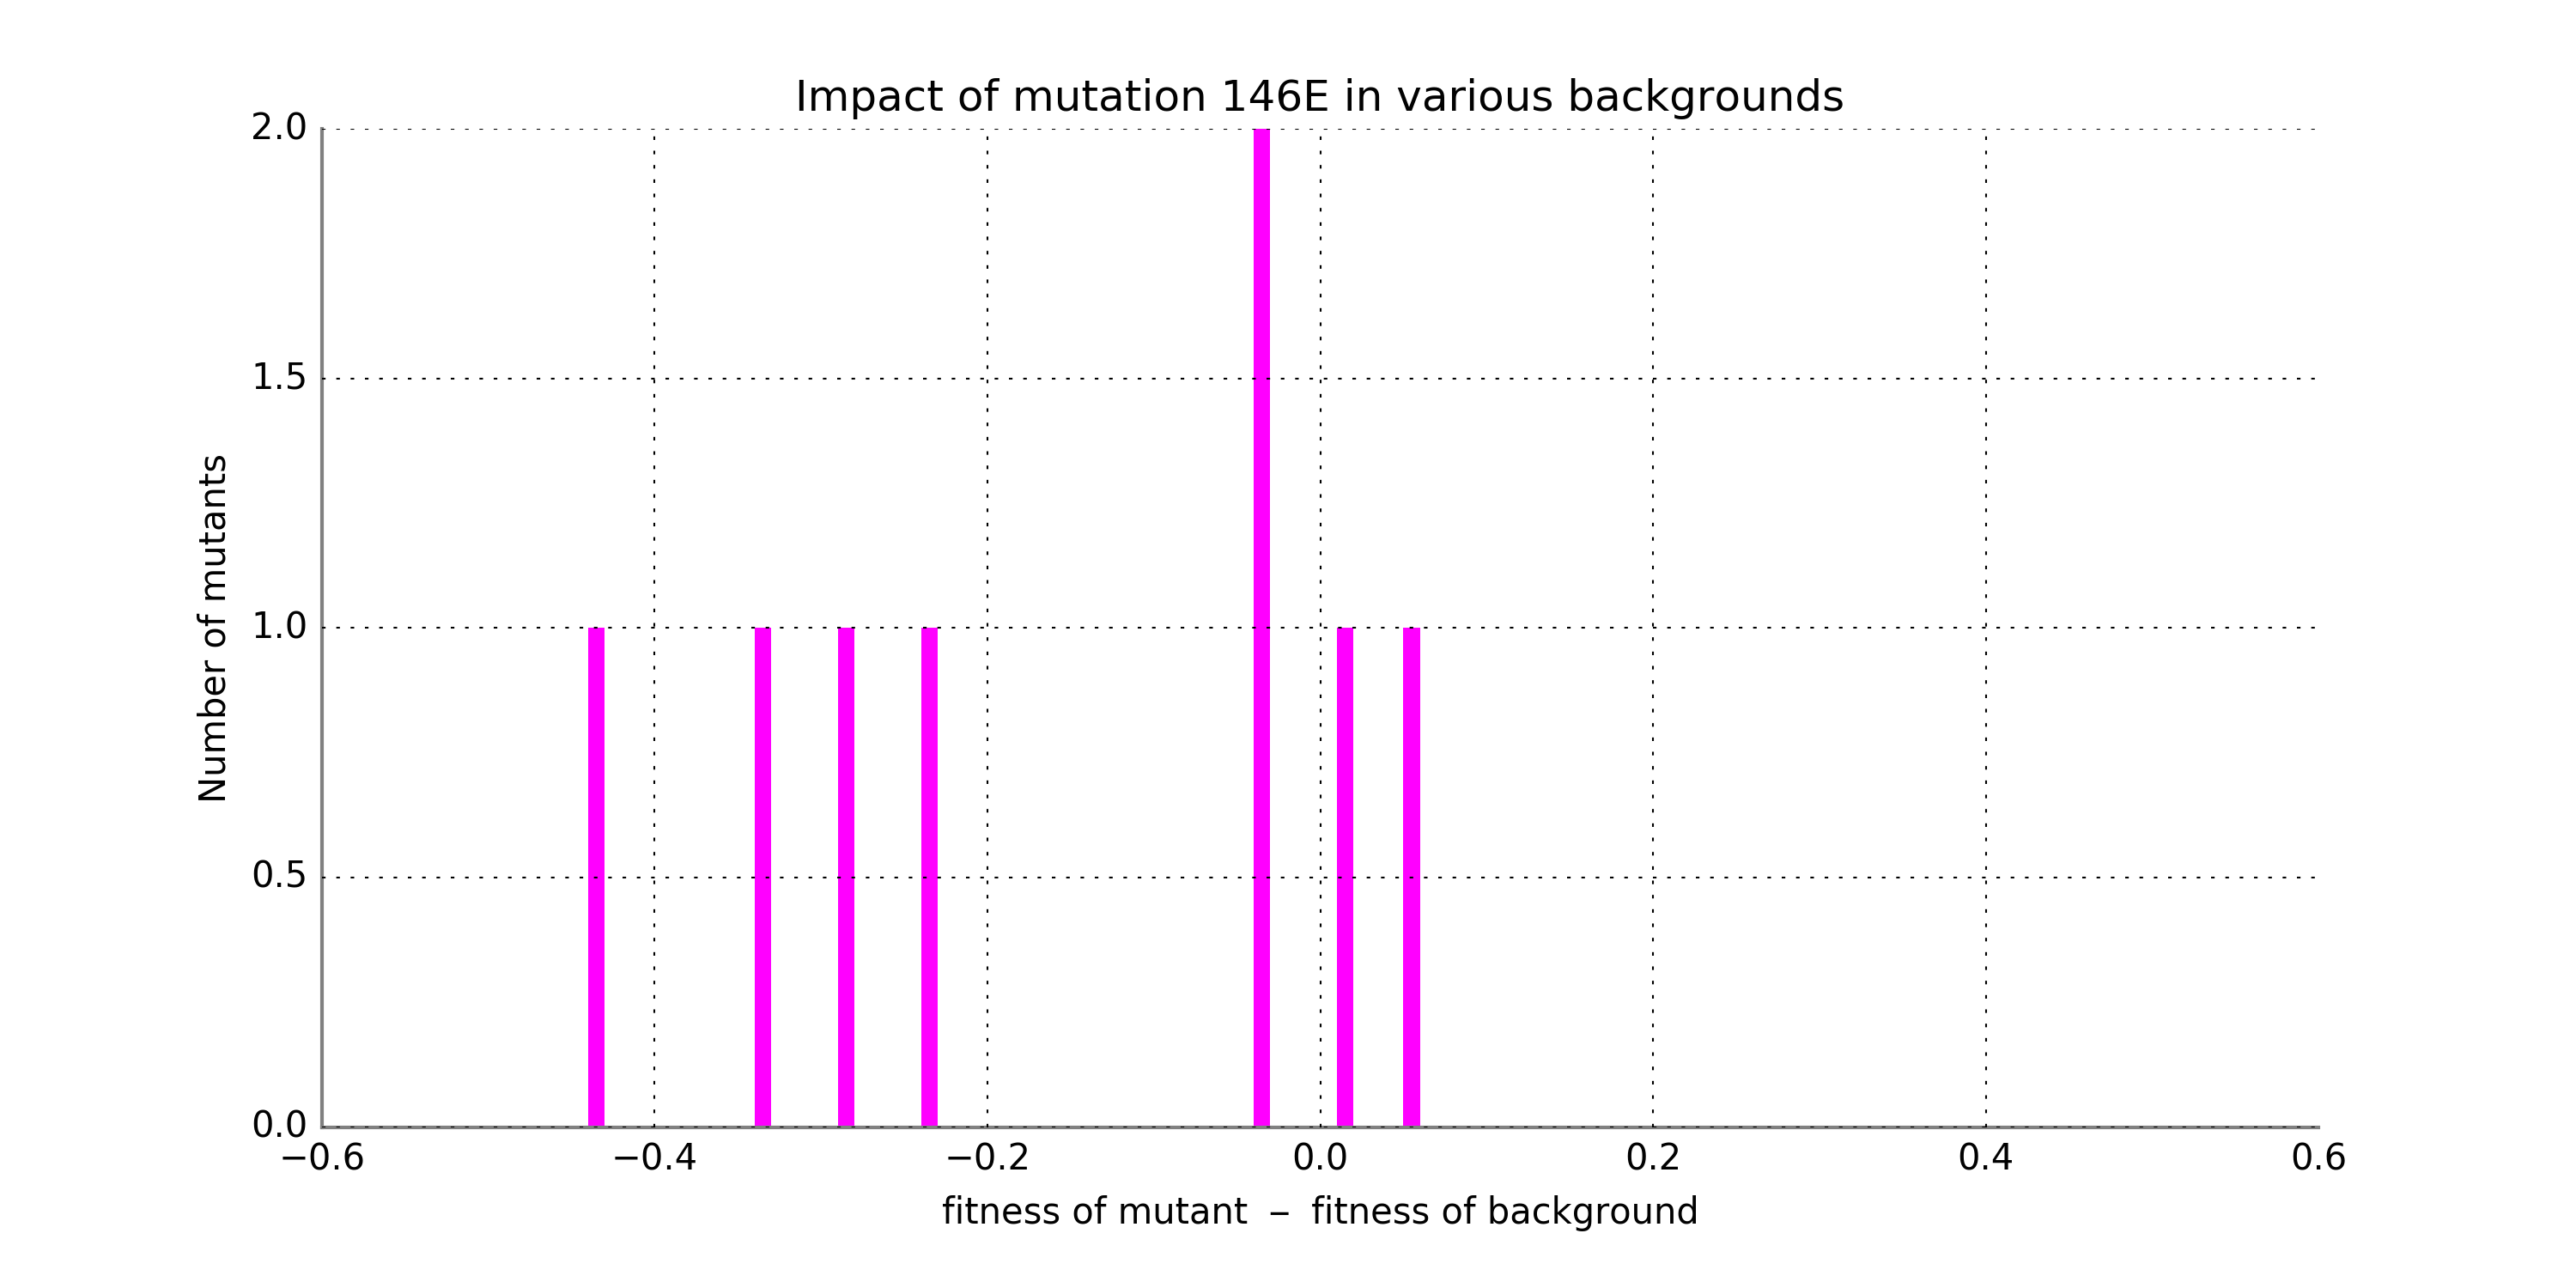 Impact of mutation 146E in various backgrounds
2.0
1.5
1.0
0.5
0.0
Number of mutants
−0.6 −0.4 −0.2 0.0 0.2 0.4 0.6
fitness of mutant − fitness of background